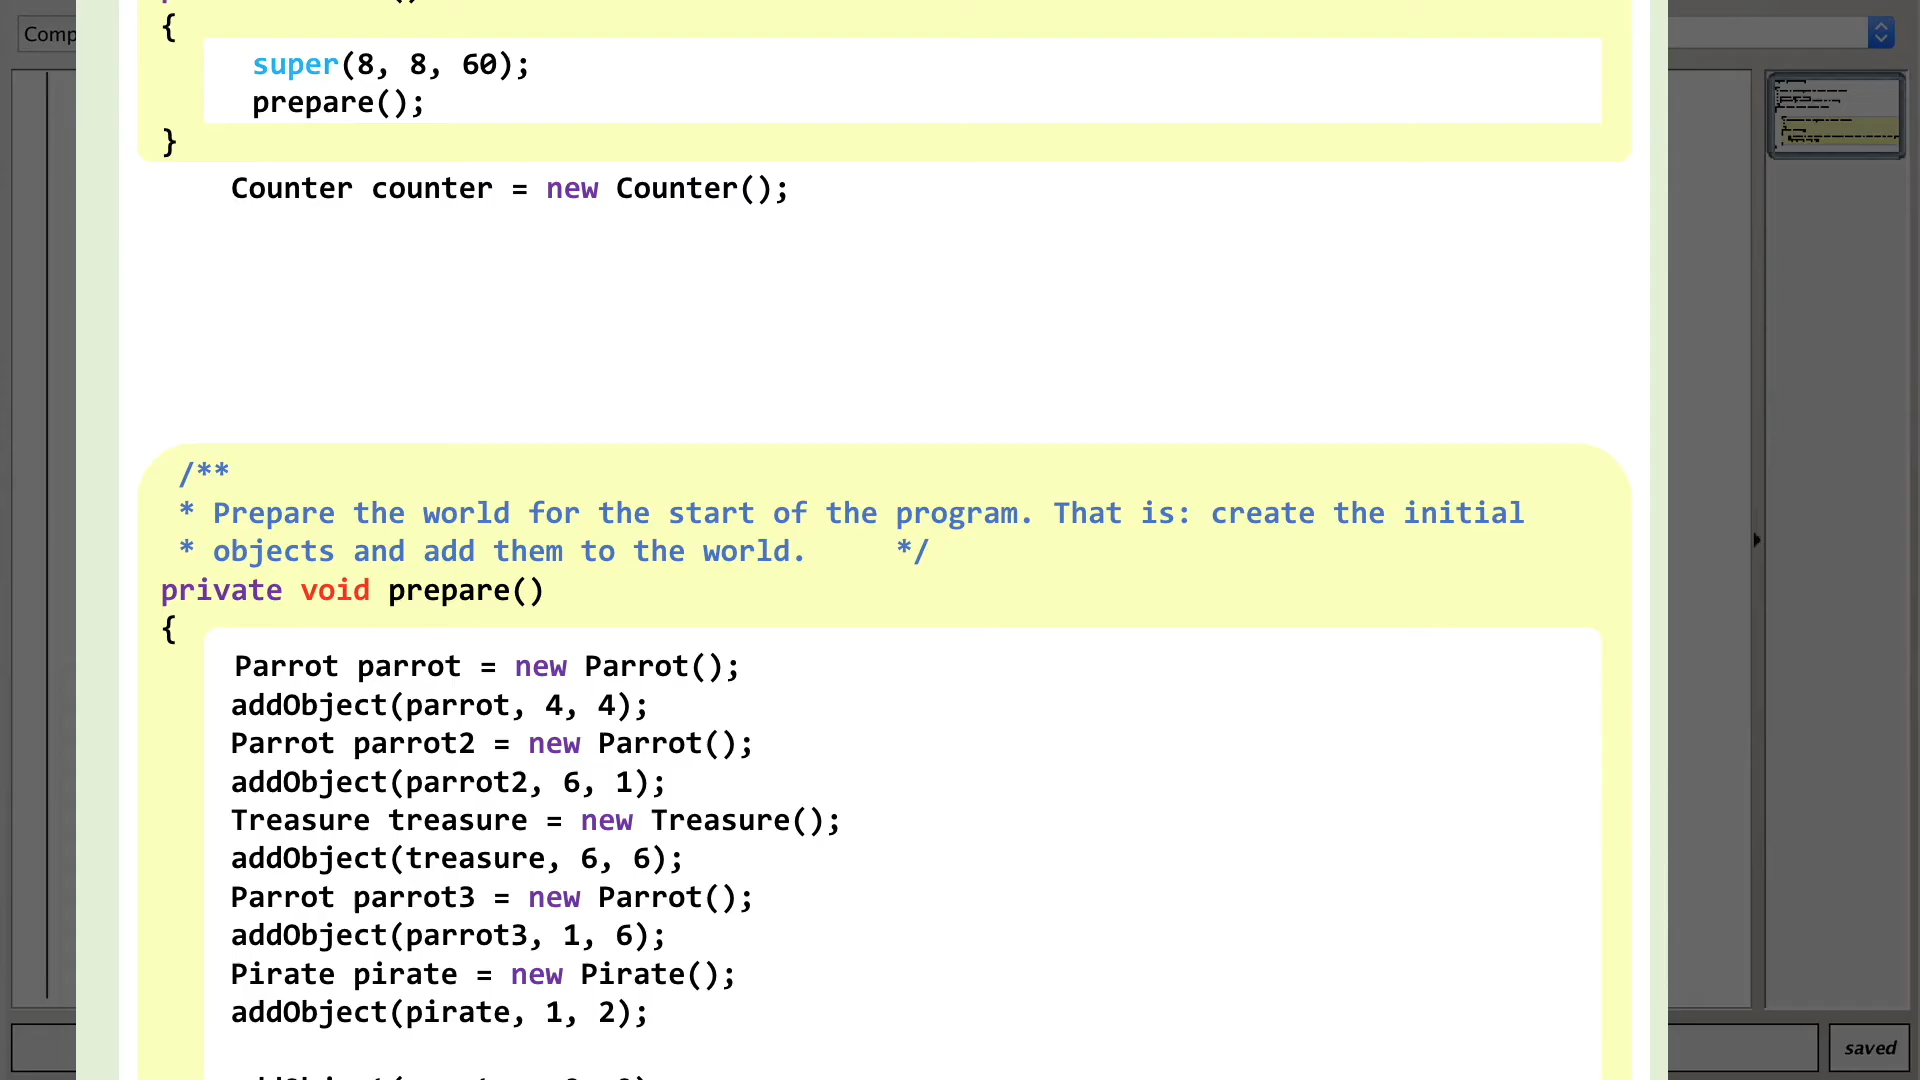 Comp
{
super(8, 8, 60);
prepare();
}
Counter counter = new Counter();
/**
* Prepare the world for the start of the program. That is: create the initial
* objects and add them to the world.     */
private void prepare()
{
Parrot parrot = new Parrot();
addObject(parrot, 4, 4);
Parrot parrot2 = new Parrot();
addObject(parrot2, 6, 1);
Treasure treasure = new Treasure();
addObject(treasure, 6, 6);
Parrot parrot3 = new Parrot();
addObject(parrot3, 1, 6);
Pirate pirate = new Pirate();
addObject(pirate, 1, 2);
saved